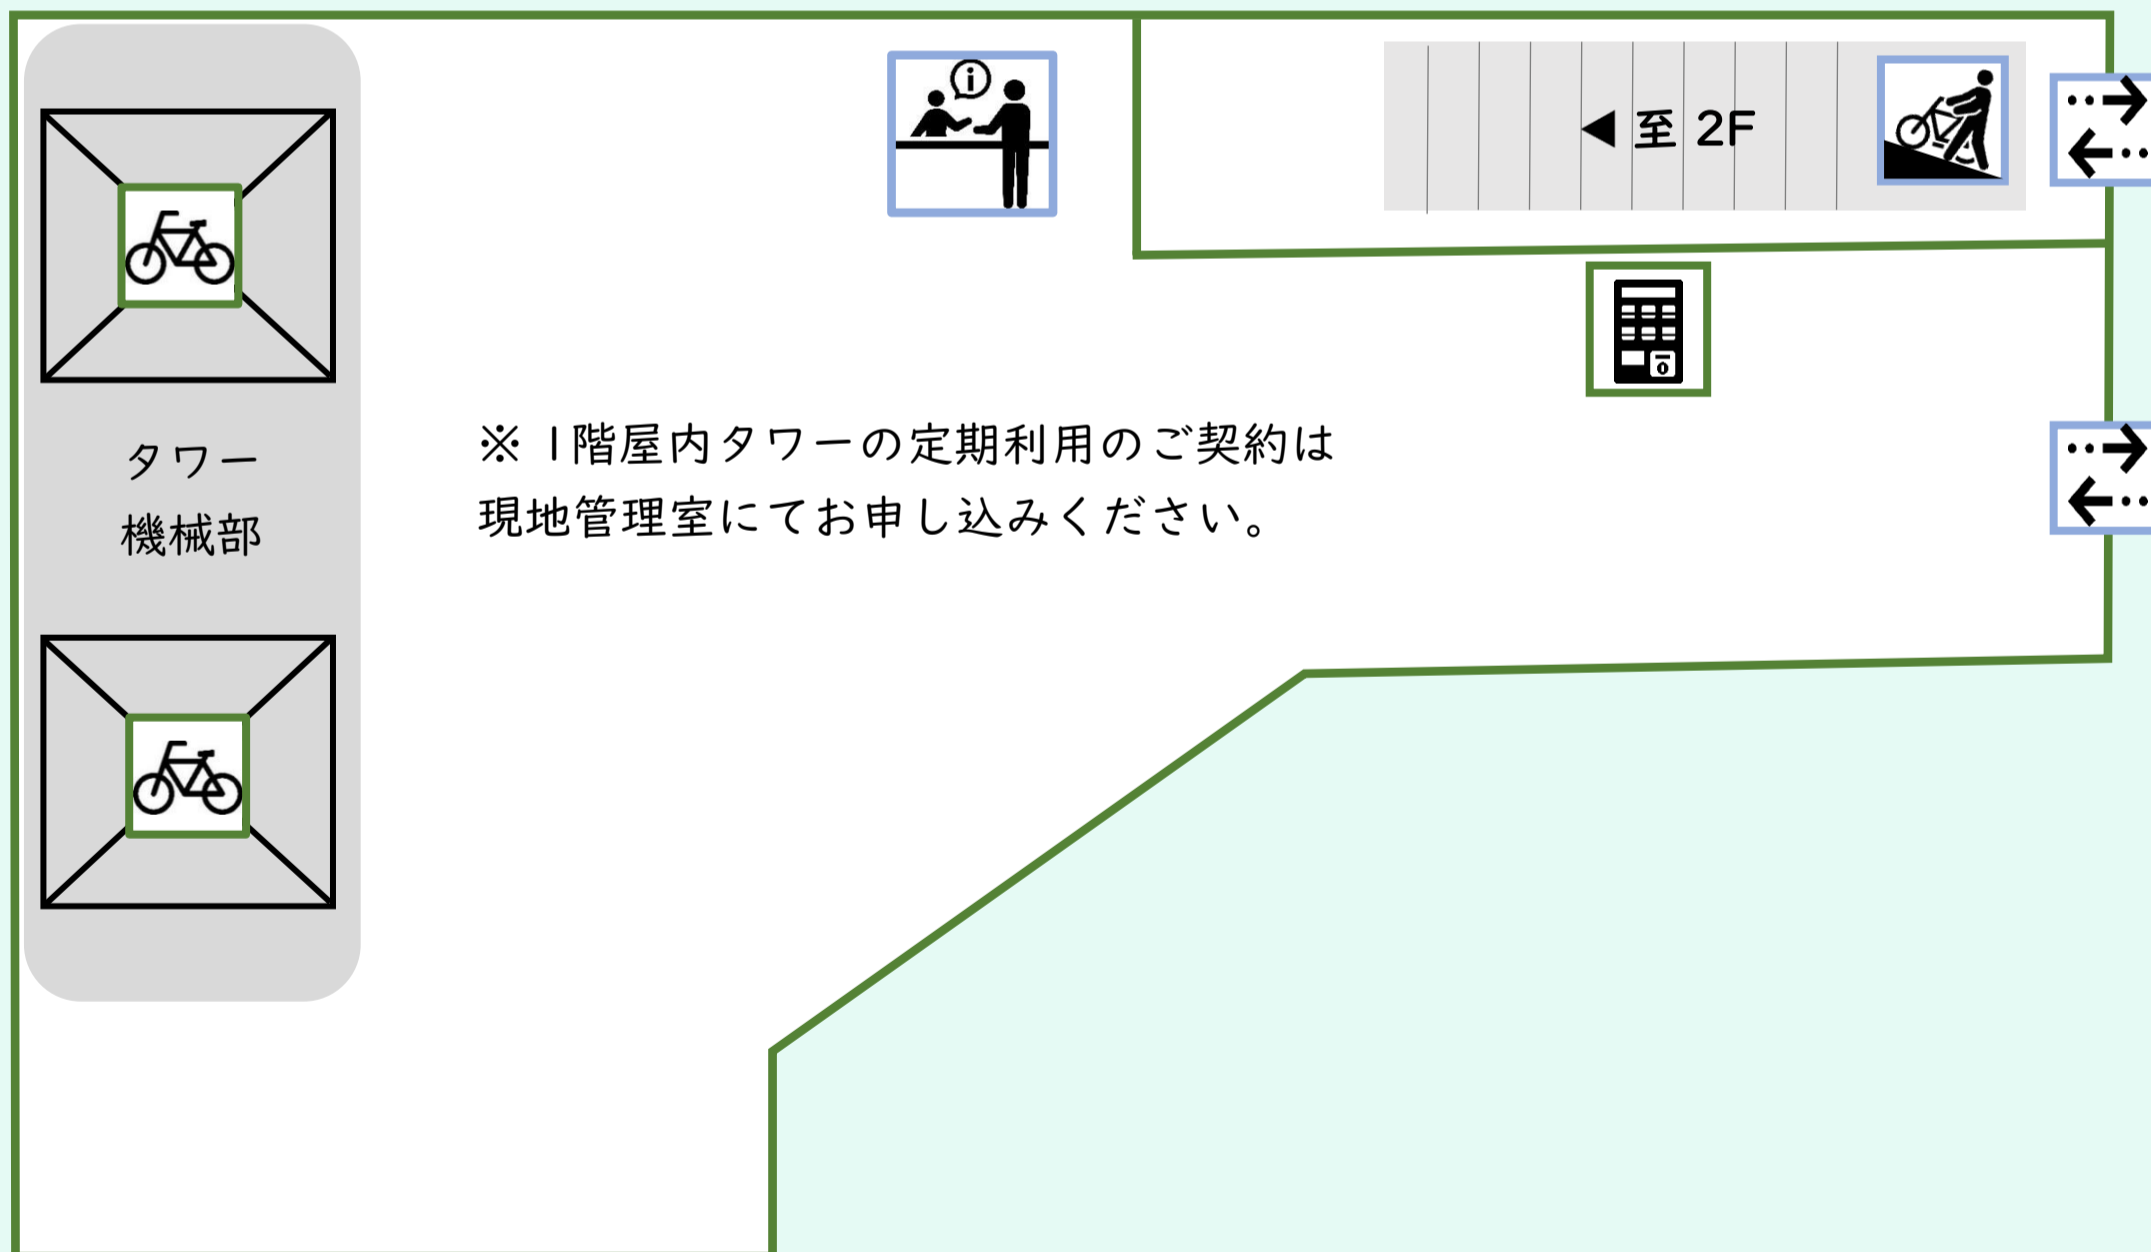 ◀ 至 2F
タワー
機械部
※ 1階屋内タワーの定期利用のご契約は
現地管理室にてお申し込みください。